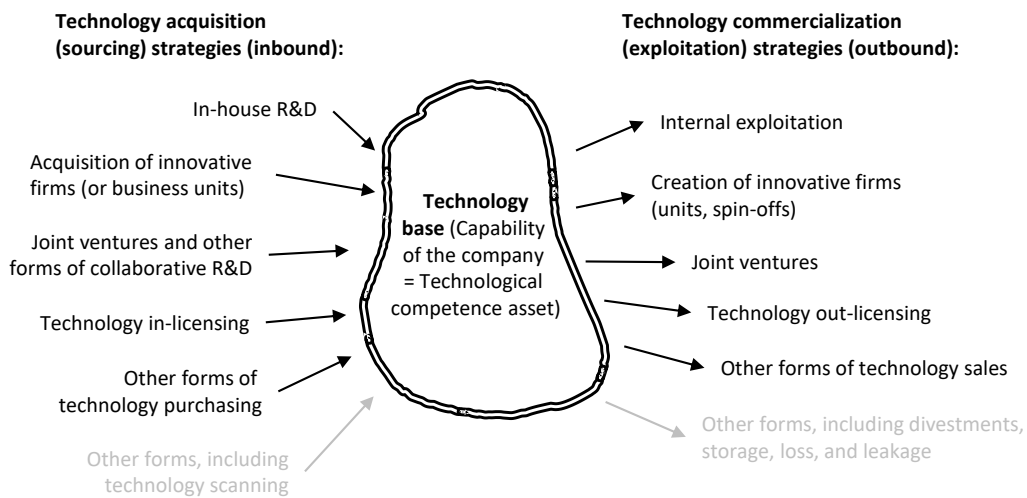 Technology acquisition
(sourcing) strategies (inbound):
In-house R&D
Acquisition of innovative
firms (or business units)
Joint ventures and other
forms of collaborative R&D
Technology in-licensing
Other forms of
technology purchasing
Other forms, including
technology scanning
Technology
base (Capability
of the company
= Technological
competence asset)
Technology commercialization
(exploitation) strategies (outbound):
Internal exploitation
Creation of innovative firms
(units, spin-offs)
Joint ventures
Technology out-licensing
Other forms of technology sales
Other forms, including divestments,
storage, loss, and leakage